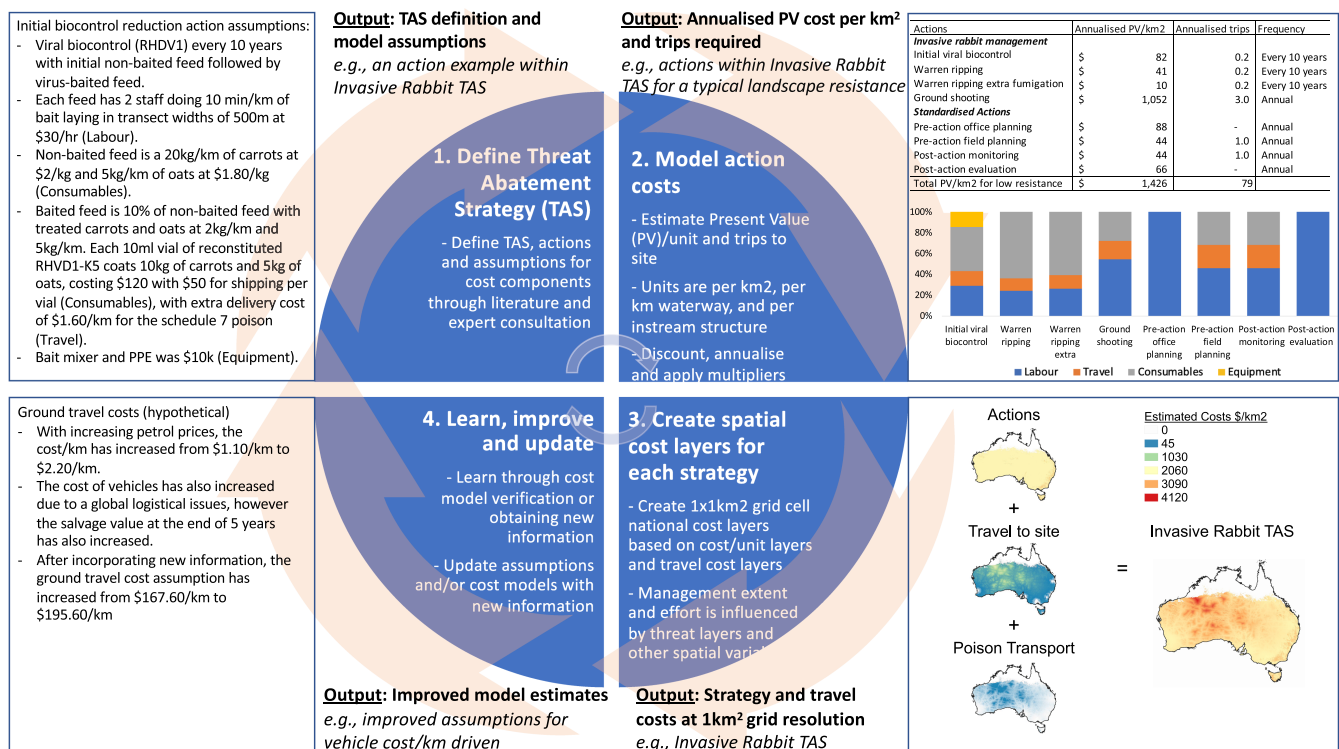 Initial biocontrol reduction action assumptions:
- Viral biocontrol (RHDV1) every 10 years
with initial non-baited feed followed by
virus-baited feed.
- Each feed has 2 staff doing 10 min/km of
bait laying in transect widths of 500m at
$30/hr (Labour).
- Non-baited feed is a 20kg/km of carrots at
$2/kg and 5kg/km of oats at $1.80/kg
(Consumables).
- Baited feed is 10% of non-baited feed with
treated carrots and oats at 2kg/km and
5kg/km. Each 10ml vial of reconstituted
RHVD1-K5 coats 10kg of carrots and 5kg of
oats, costing $120 with $50 for shipping per
vial (Consumables), with extra delivery cost
of $1.60/km for the schedule 7 poison
(Travel).
- Bait mixer and PPE was $10k (Equipment).
Output: TAS definition and
model assumptions
e.g., an action example within
Invasive Rabbit TAS
Output: Annualised PV cost per km²
and trips required
e.g., actions within Invasive Rabbit
TAS for a typical landscape resistance
1. Define Threat
Abatement
Strategy (TAS)
- Define TAS, actions
and assumptions for
cost components
through literature and
expert consultation
2. Model action
costs
- Estimate Present Value
(PV)/unit and trips to
site
- Units are per km2, per
km waterway, and per
instream structure
- Discount, annualise
and apply multipliers
Actions Annualised PV/km2 Annualised trips Frequency
Invasive rabbit management
Initial viral biocontrol $ 82 0.2 Every 10 years
Warren ripping $ 41 0.2 Every 10 years
Warren ripping extra fumigation $ 10 0.2 Every 10 years
Ground shooting $ 1,052 3.0 Annual
Standardised Actions
Pre-action office planning $ 88 - Annual
Pre-action field planning $ 44 1.0 Annual
Post-action monitoring $ 44 1.0 Annual
Post-action evaluation $ 66 - Annual
Total PV/km2 for low resistance $ 1,426 79
100%
80%
60%
40%
20%
0%
Initial viral
biocontrol
Warren
ripping
Warren
ripping
extra
Ground
shooting
Pre-action
office
planning
Pre-action
field
planning
Post-action
monitoring
Post-action
evaluation
Labour Travel Consumables Equipment
Ground travel costs (hypothetical)
- With increasing petrol prices, the
cost/km has increased from $1.10/km to
$2.20/km.
- The cost of vehicles has also increased
due to a global logistical issues, however
the salvage value at the end of 5 years
has also increased.
- After incorporating new information, the
ground travel cost assumption has
increased from $167.60/km to
$195.60/km
4. Learn, improve
and update
- Learn through cost
model verification or
obtaining new
information
- Update assumptions
and/or cost models with
new information
3. Create spatial
cost layers for
each strategy
- Create 1x1km2 grid cell
national cost layers
based on cost/unit layers
and travel cost layers
- Management extent
and effort is influenced
by threat layers and
other spatial
Output: Improved model estimates
e.g., improved assumptions for
vehicle cost/km driven
Output: Strategy and travel
costs at 1km² grid resolution
e.g., Invasive Rabbit TAS
Actions
+
Travel to site
+
Poison Transport
=
Estimated Costs $/km2
0
45
1030
2060
3090
4120
Invasive Rabbit TAS